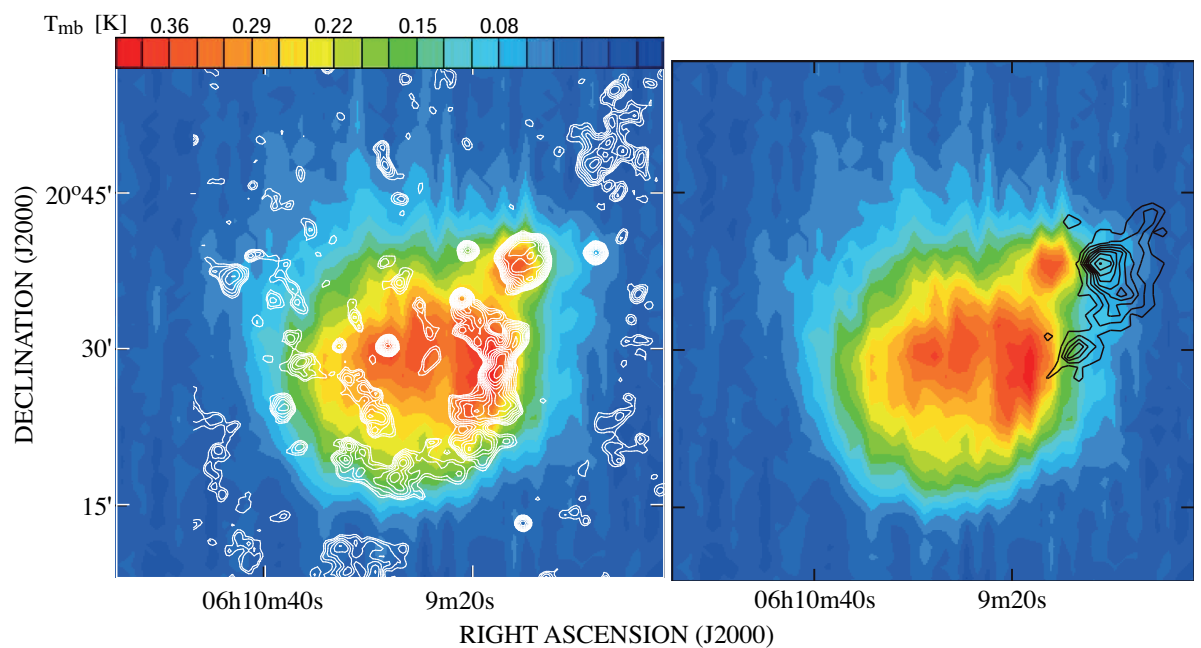 Tmb [K] 0.36 0.29 0.22 0.15 0.08
20°45'
30'
15'
DECLINATION (J2000)
06h10m40s 9m20s 06h10m40s 9m20s
RIGHT ASCENSION (J2000)